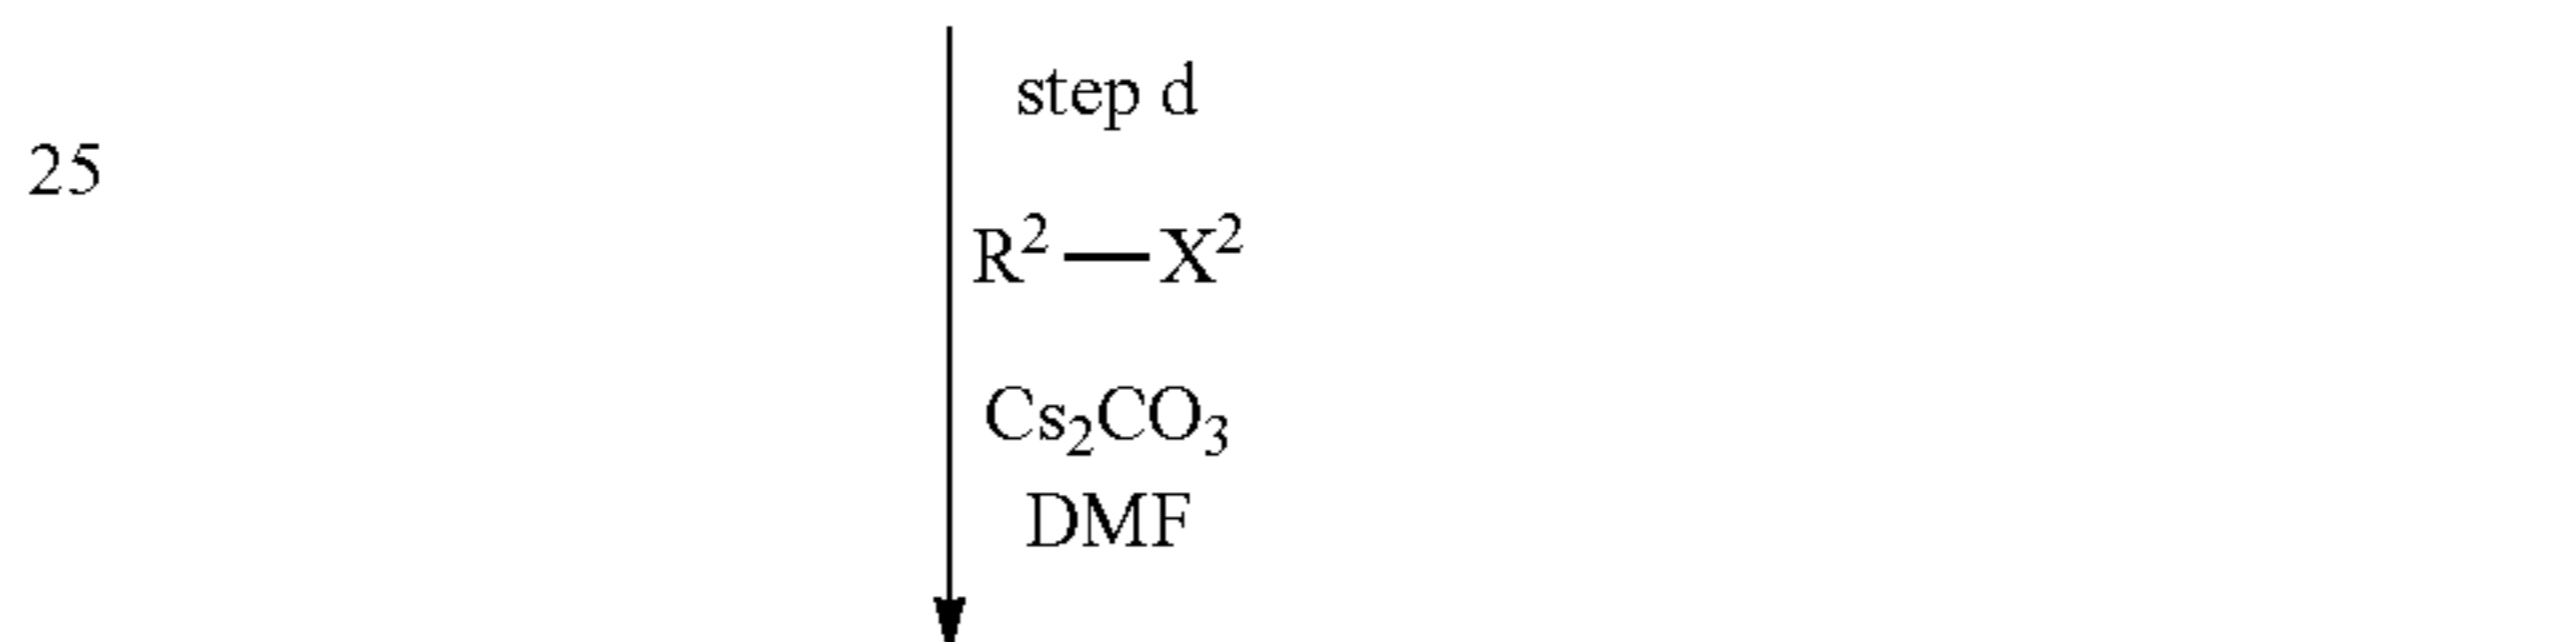 step d
25
R²—X²
Cs₂CO₃
DMF